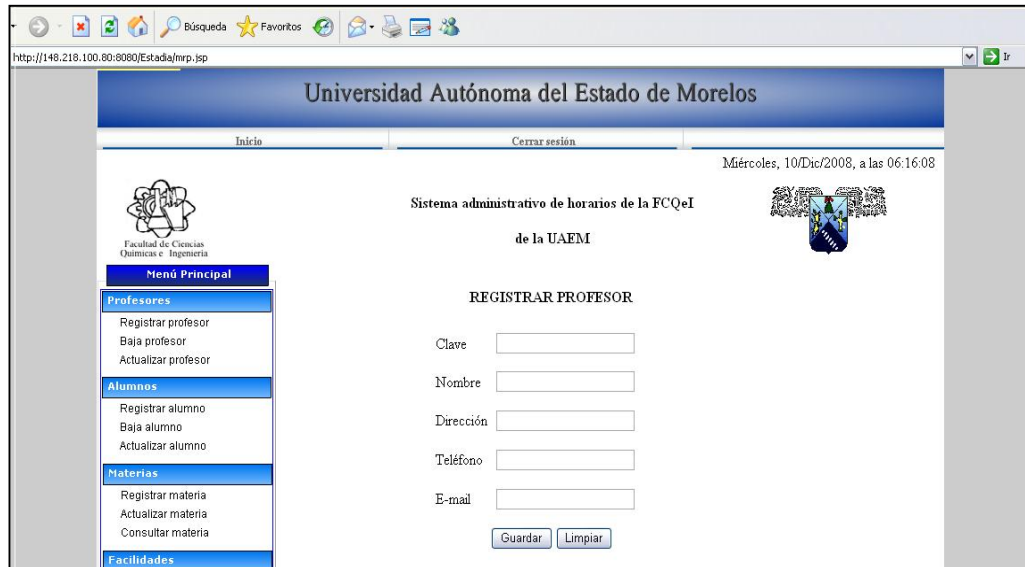 Búsqueda Favoritos
http://148.218.100.80:8080/Estadia/mrp.jsp Ir
Universidad Autónoma del Estado de Morelos
Inicio Cerrar sesión
Miércoles, 10/Dic/2008, a las 06:16:08
Sistema administrativo de horarios de la FCQeI
de la UAEM
Facultad de Ciencias
Químicas e Ingeniería
Menú Principal
Profesores
Registrar profesor
Baja profesor
Actualizar profesor
Alumnos
Registrar alumno
Baja alumno
Actualizar alumno
Materias
Registrar materia
Actualizar materia
Consultar materia
Facilidades
REGISTRAR PROFESOR
Clave
Nombre
Dirección
Teléfono
E-mail
Guardar Limpiar